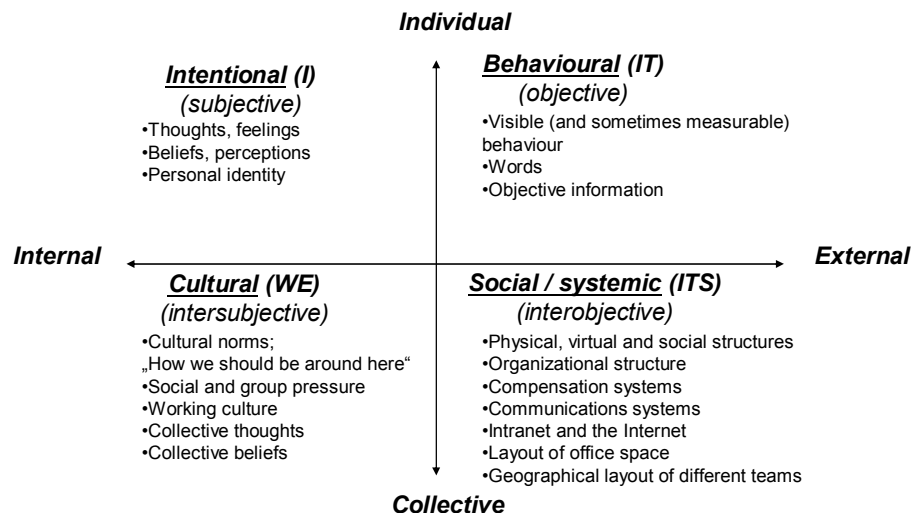 Individual
Intentional (I)
(subjective)
•Thoughts, feelings
•Beliefs, perceptions
•Personal identity
Behavioural (IT)
(objective)
•Visible (and sometimes measurable)
behaviour
•Words
•Objective information
Internal
External
Cultural (WE)
(intersubjective)
•Cultural norms;
„How we should be around here“
•Social and group pressure
•Working culture
•Collective thoughts
•Collective beliefs
Social / systemic (ITS)
(interobjective)
•Physical, virtual and social structures
•Organizational structure
•Compensation systems
•Communications systems
•Intranet and the Internet
•Layout of office space
•Geographical layout of different teams
Collective